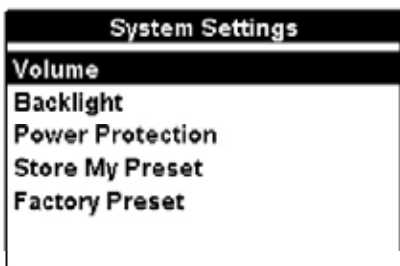 System Settings
Volume
Backlight
Power Protection
Store My Preset
Factory Preset